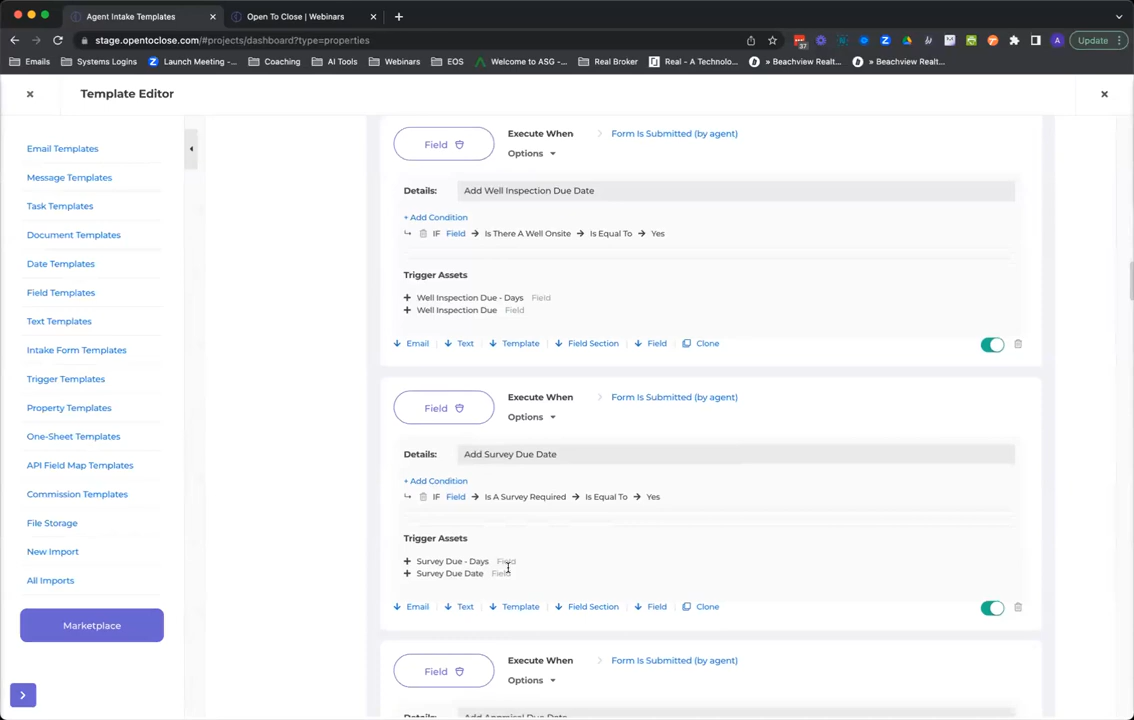 Agent Intake Templates
Open To Close | Webinars
stage.opentoclose.com/#projects/dashboard?type=properties
37
A
Update
Emails
Systems Logins
Launch Meeting -...
Coaching
AI Tools
Webinars
EOS
Welcome to ASG -...
Real Broker
Real - A Technolo...
» Beachview Realt...
» Beachview Realt...
Template Editor
Email Templates
Message Templates
Task Templates
Document Templates
Date Templates
Field Templates
Text Templates
Intake Form Templates
Trigger Templates
Property Templates
One-Sheet Templates
API Field Map Templates
Commission Templates
File Storage
New Import
All Imports
Marketplace
Field
Execute When
Form Is Submitted (by agent)
Options
Details: Add Well Inspection Due Date
+ Add Condition
IF Field → Is There A Well Onsite → Is Equal To → Yes
Trigger Assets
+ Well Inspection Due - Days Field
+ Well Inspection Due Field
Email Text Template Field Section Field Clone
Field
Execute When
Form Is Submitted (by agent)
Options
Details: Add Survey Due Date
+ Add Condition
IF Field → Is A Survey Required → Is Equal To → Yes
Trigger Assets
+ Survey Due - Days Field
+ Survey Due Date Field
Email Text Template Field Section Field Clone
Field
Execute When
Form Is Submitted (by agent)
Options
Details: Add Appraisal Due Date